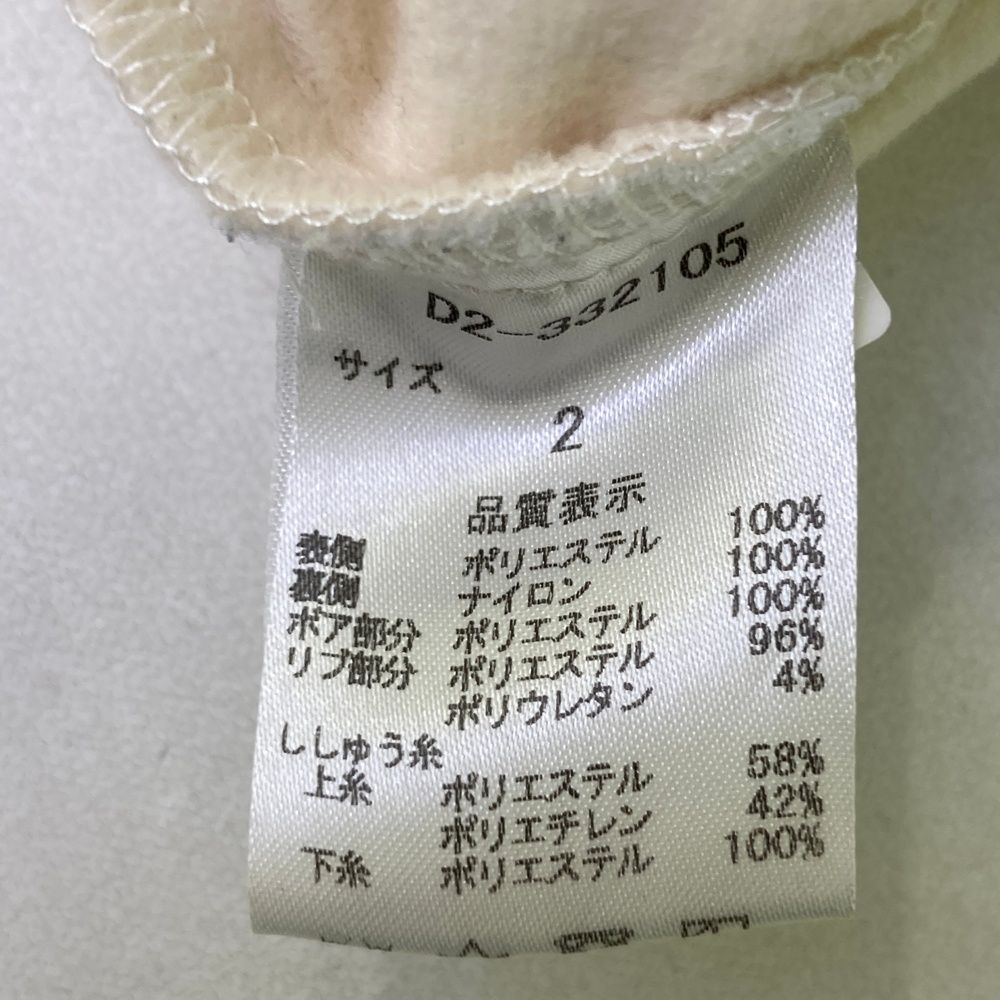 D2-332105
サイズ
2
品質表示
表側 ポリエステル 100%
裏側 ナイロン 100%
ボア部分 ポリエステル 100%
リブ部分 ポリエステル 96%
ポリウレタン 4%
ししゅう糸
上糸 ポリエステル 58%
ポリエチレン 42%
下糸 ポリエステル 100%